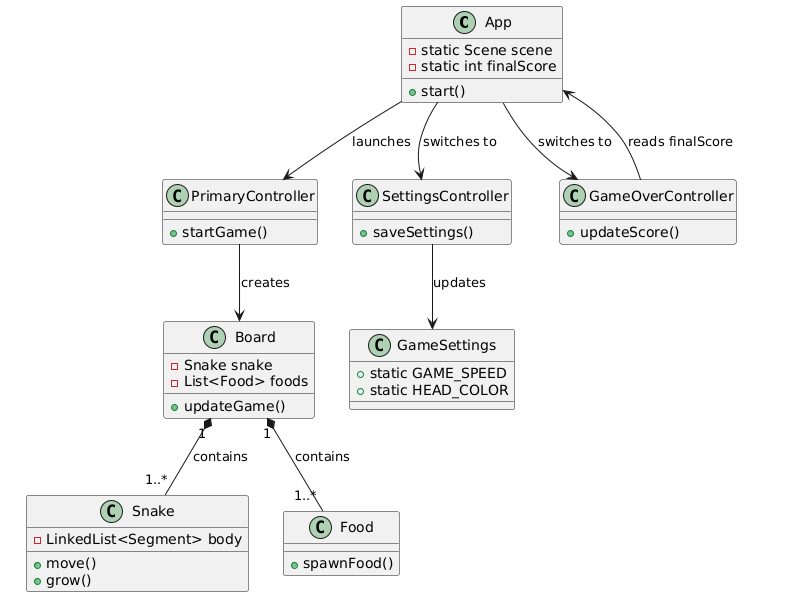 C App
static Scene scene
static int finalScore
start()
launches
switches to
switches to
reads finalScore
C PrimaryController
startGame()
C SettingsController
saveSettings()
C GameOverController
updateScore()
creates
updates
C Board
Snake snake
List<Food> foods
updateGame()
C GameSettings
static GAME_SPEED
static HEAD_COLOR
1
1
contains
contains
1..*
1..*
C Snake
LinkedList<Segment> body
move()
grow()
C Food
spawnFood()